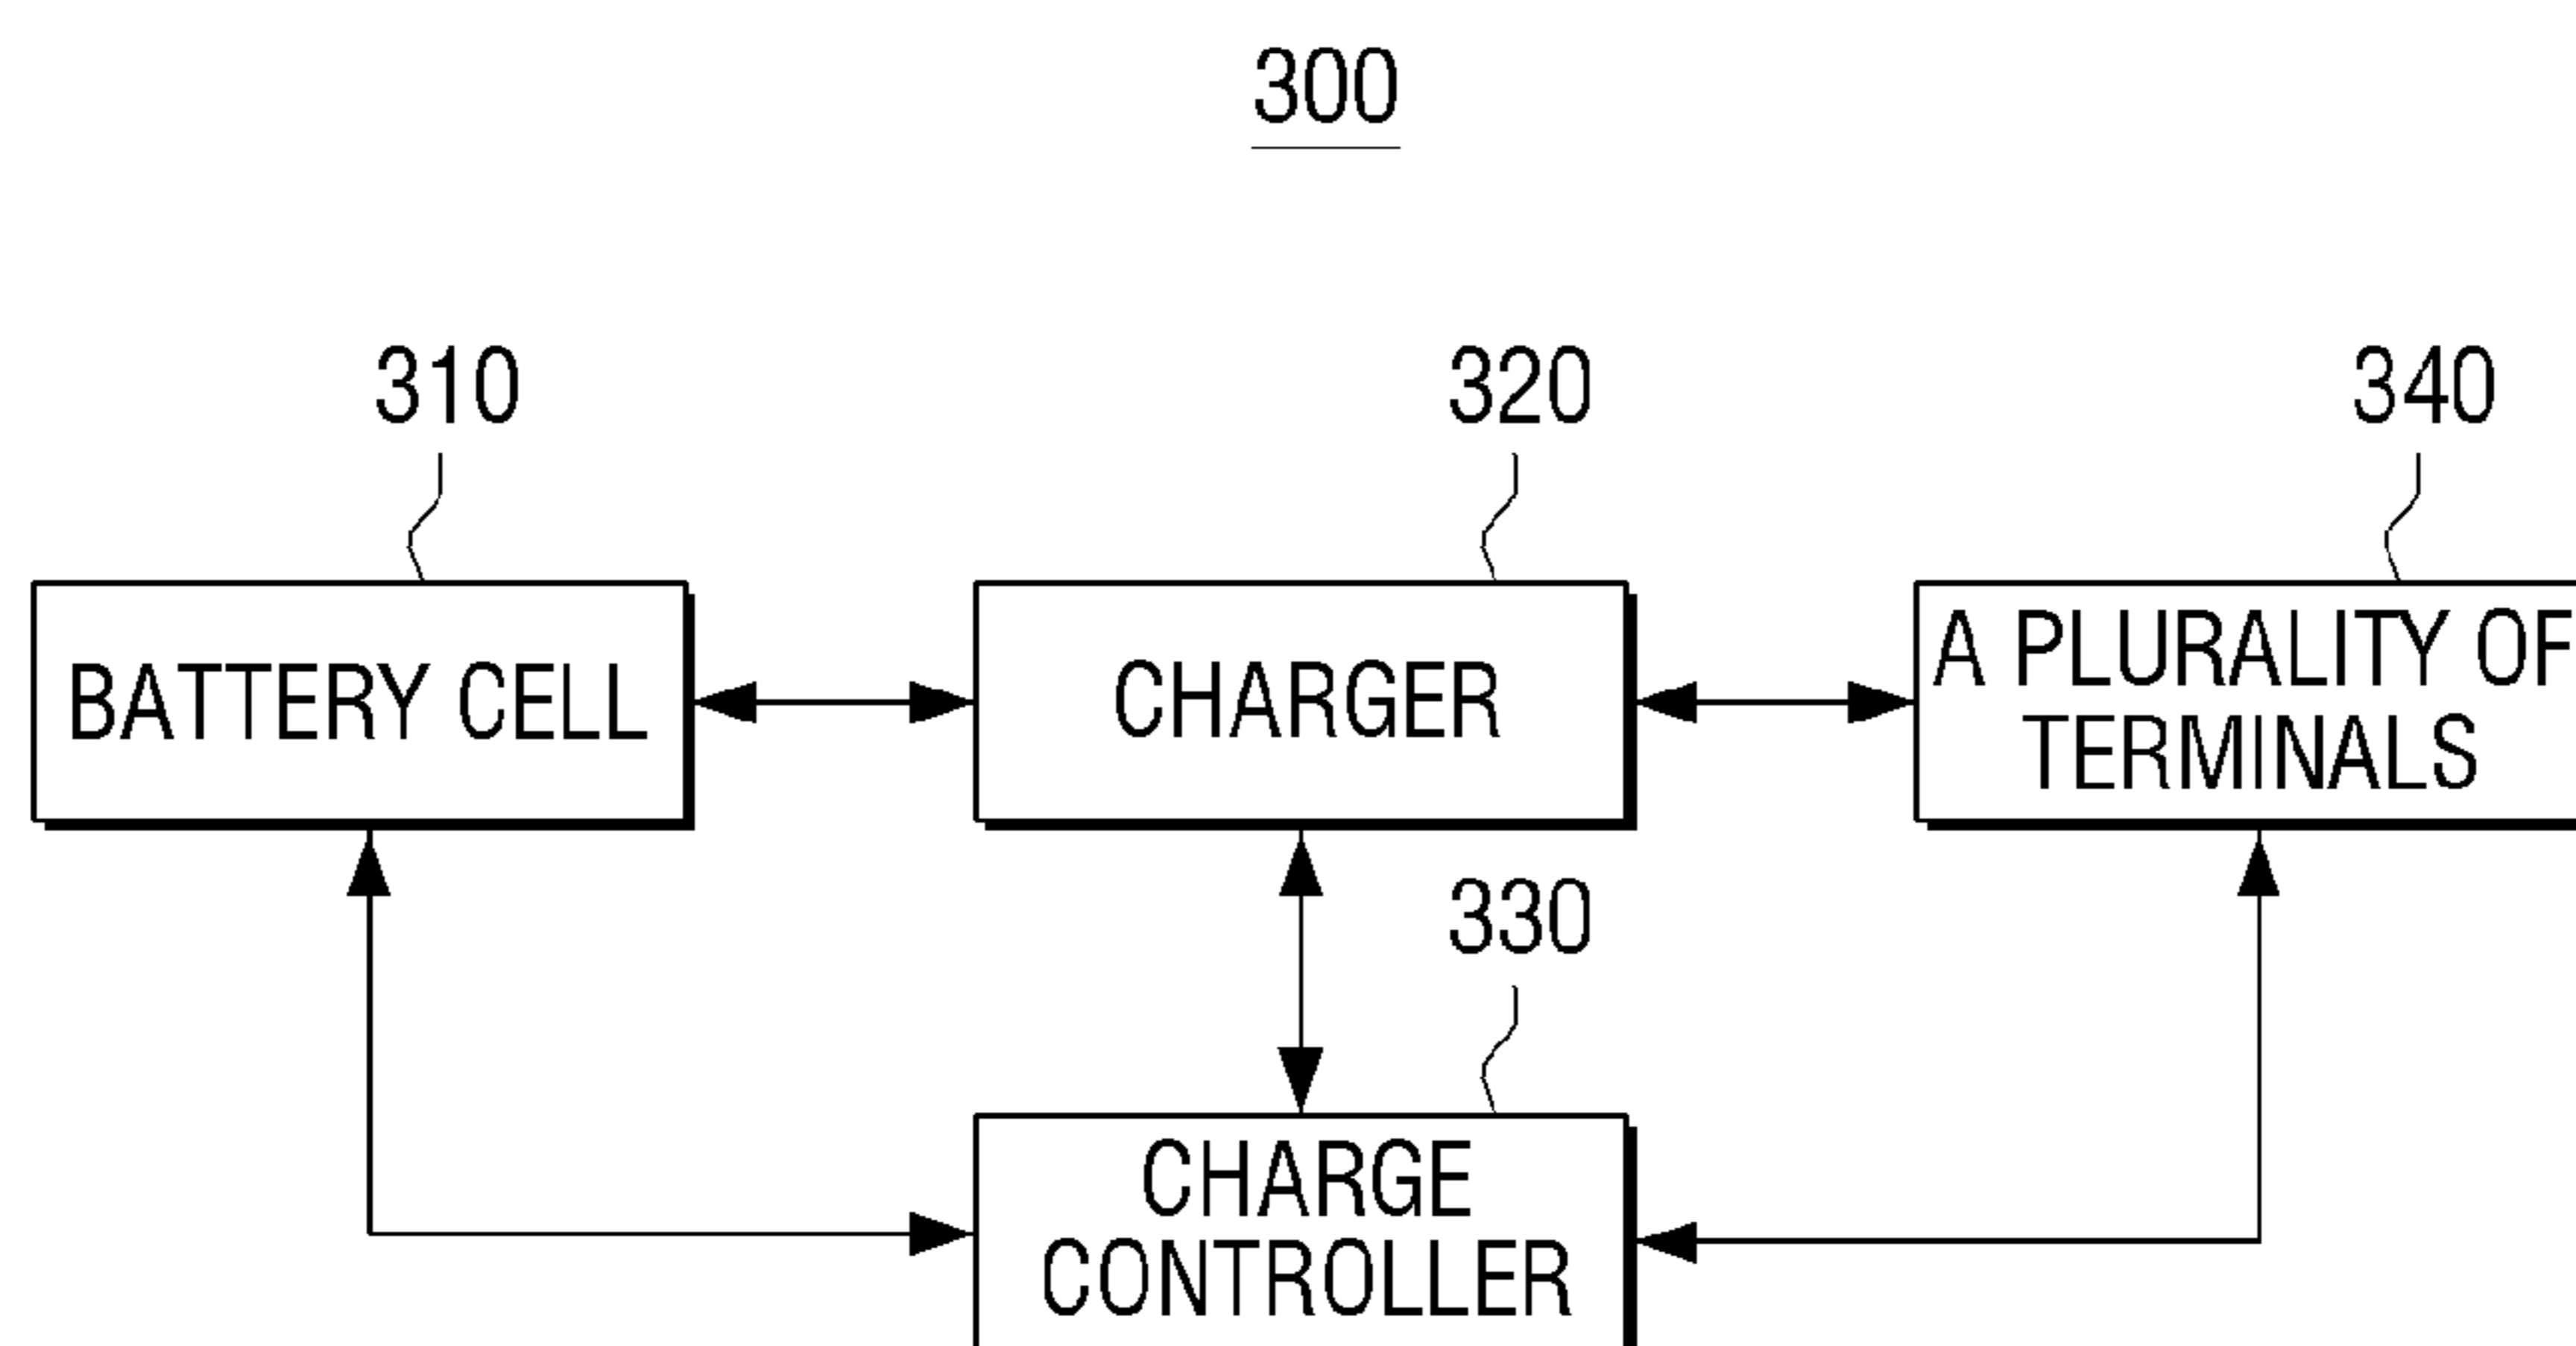 300
310
320
340
BATTERY CELL
CHARGER
A PLURALITY OF
TERMINALS
330
CHARGE
CONTROLLER